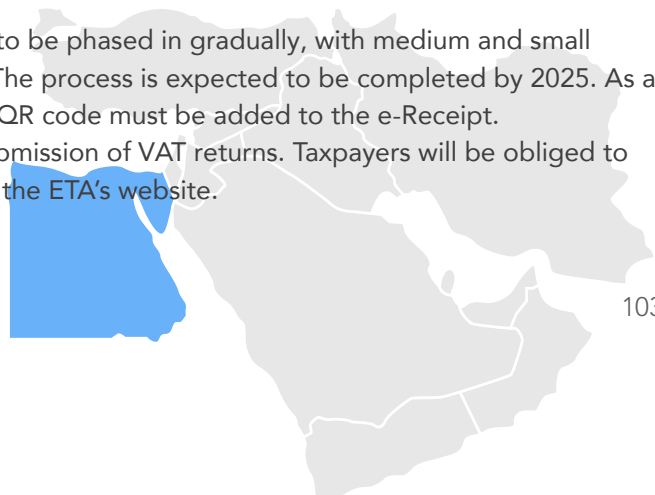 to be phased in gradually, with medium and small
The process is expected to be completed by 2025. As a
QR code must be added to the e-Receipt.
omission of VAT returns. Taxpayers will be obliged to
the ETA's website.
103